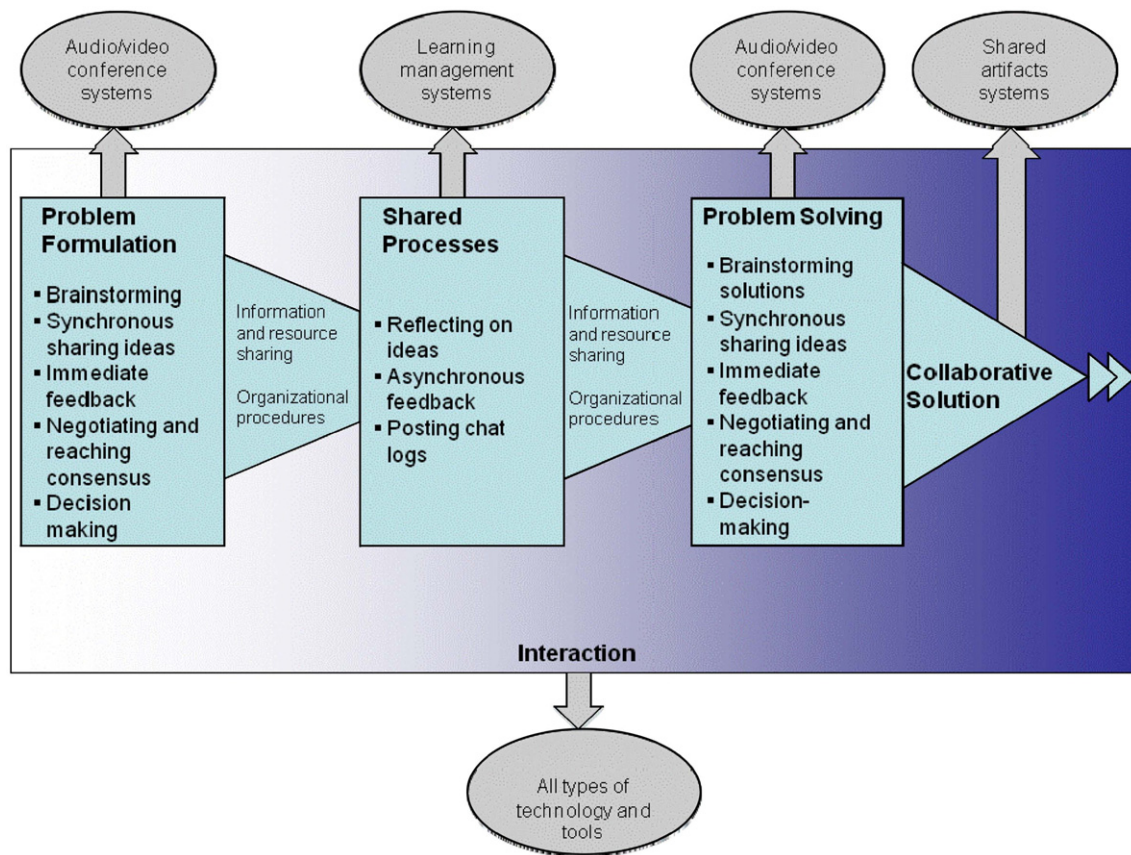 Audio/video
conference
systems
Learning
management
systems
Audio/video
conference
systems
Shared
artifacts
systems
Problem
Formulation
▪ Brainstorming
▪ Synchronous
sharing ideas
▪ Immediate
feedback
▪ Negotiating and
reaching
consensus
▪ Decision
making
Information
and resource
sharing
Organizational
procedures
Shared
Processes
▪ Reflecting on
ideas
▪ Asynchronous
feedback
▪ Posting chat
logs
Information
and resource
sharing
Organizational
procedures
Problem Solving
▪ Brainstorming
solutions
▪ Synchronous
sharing ideas
▪ Immediate
feedback
▪ Negotiating and
reaching
consensus
▪ Decision-
making
Collaborative
Solution
Interaction
All types of
technology and
tools